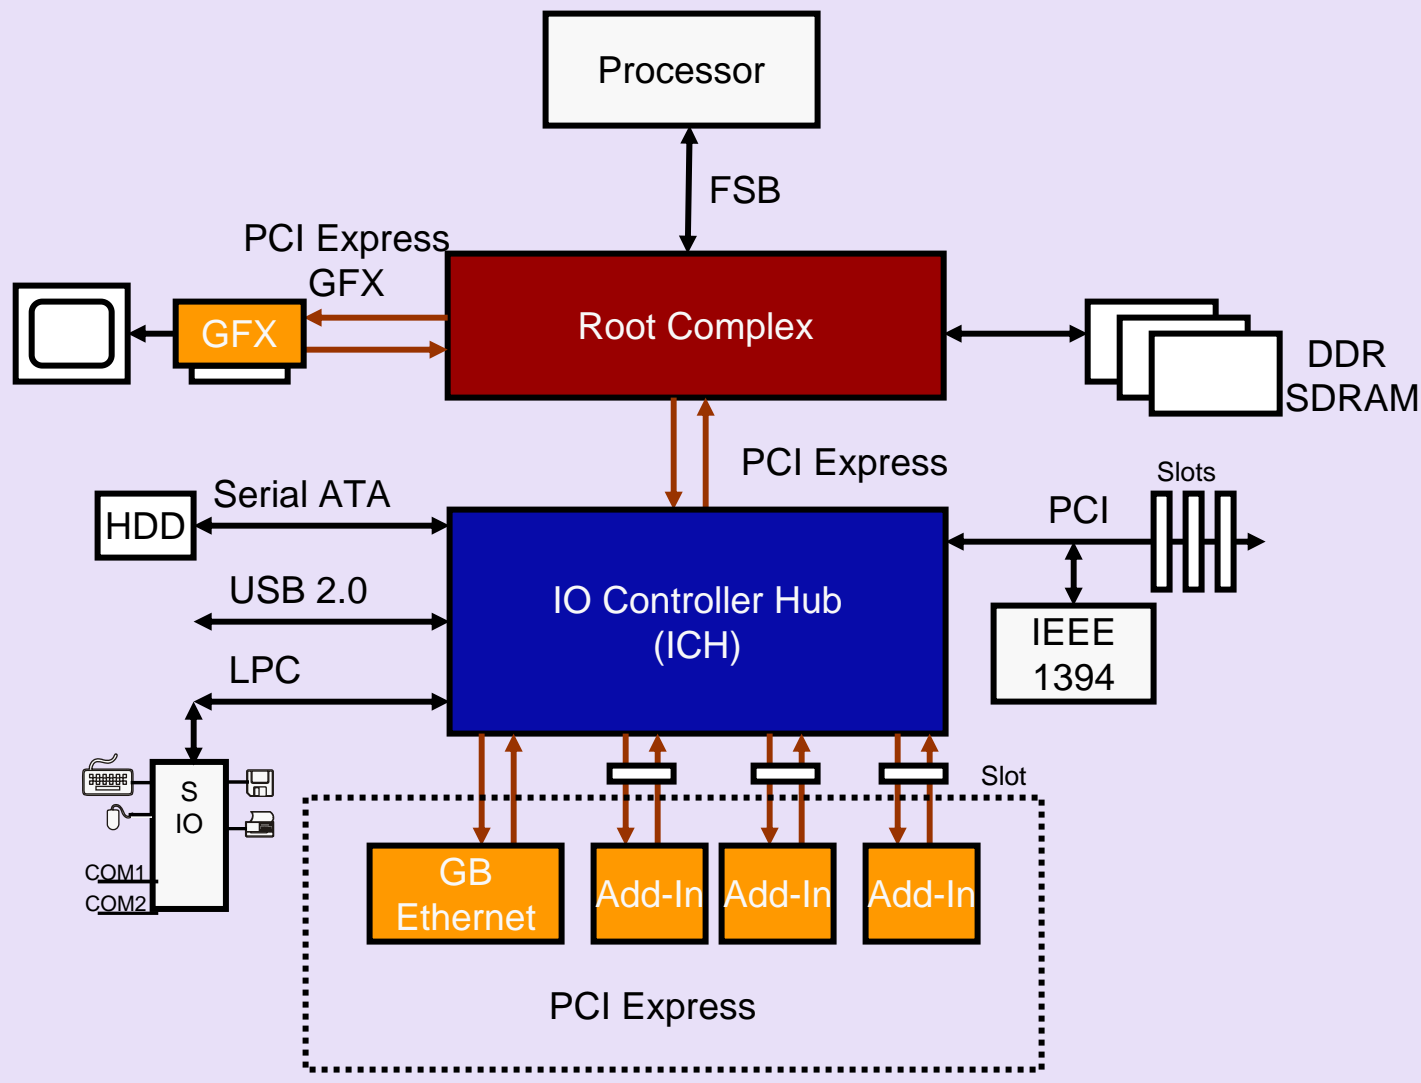 Processor
FSB
PCI Express
GFX
GFX
Root Complex
DDR
SDRAM
PCI Express
Slots
Serial ATA
HDD
PCI
USB 2.0
IO Controller Hub
(ICH)
IEEE
1394
LPC
Slot
S
IO
COM1
COM2
GB
Ethernet
Add-In
Add-In
Add-In
PCI Express